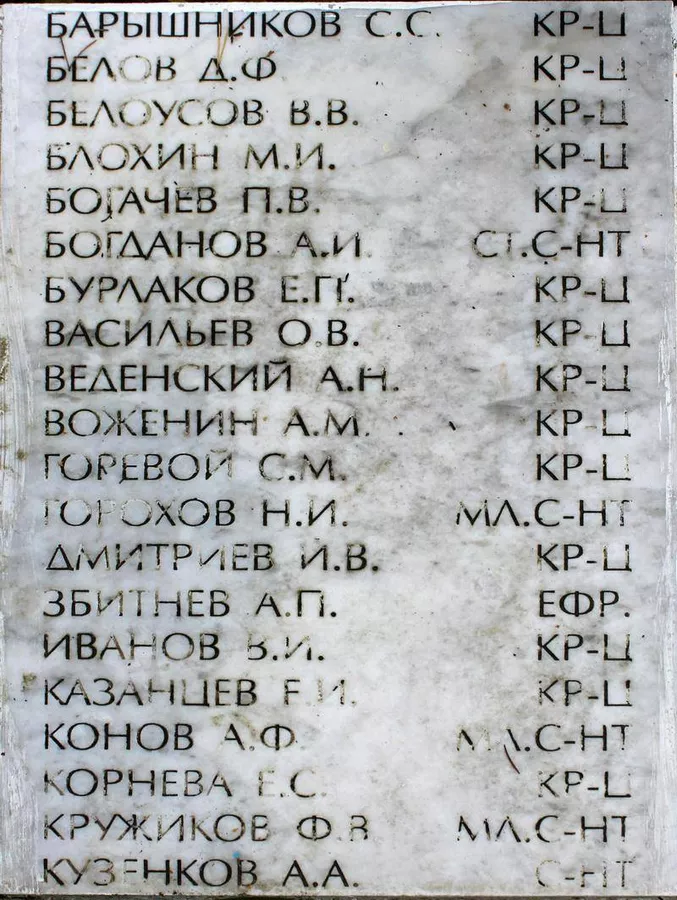 БАРЫШНИКОВ С.С. КР-Ц
БЕЛОВ Д.Ф. КР-Ц
БЕЛОУСОВ В.В. КР-Ц
БЛОХИН М.И. КР-Ц
БОГАЧЕВ П.В. КР-Ц
БОГДАНОВ А.И. СТ.С-НТ
БУРЛАКОВ Е.П. КР-Ц
ВАСИЛЬЕВ О.В. КР-Ц
ВЕДЕНСКИЙ А.Н. КР-Ц
ВОЖЕНИН А.М. КР-Ц
ГОРЕВОЙ С.М. КР-Ц
ГОРОХОВ Н.И. МЛ.С-НТ
ДМИТРИЕВ И.В. КР-Ц
ЗБИТНЕВ А.П. ЕФР.
ИВАНОВ В.И. КР-Ц
КАЗАНЦЕВ Е.И. КР-Ц
КОНОВ А.Ф. МЛ.С-НТ
КОРНЕВА Е.С. КР-Ц
КРУЖИКОВ Ф.В. МЛ.С-НТ
КУЗЕНКОВ А.А. С-НТ